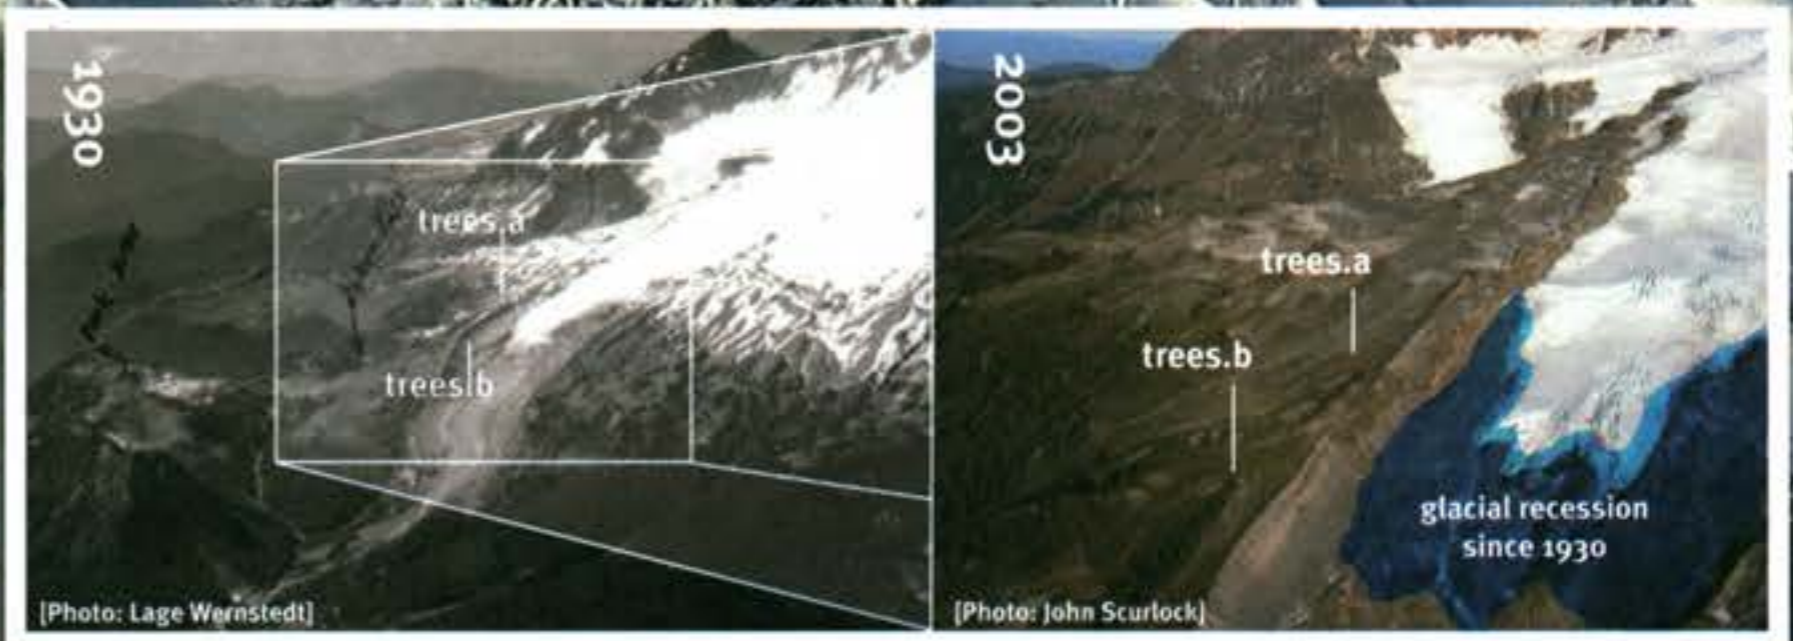 1930
trees.a
trees.b
[Photo: Lage Wernstedt]
2003
trees.a
trees.b
glacial recession
since 1930
[Photo: John Scurlock]